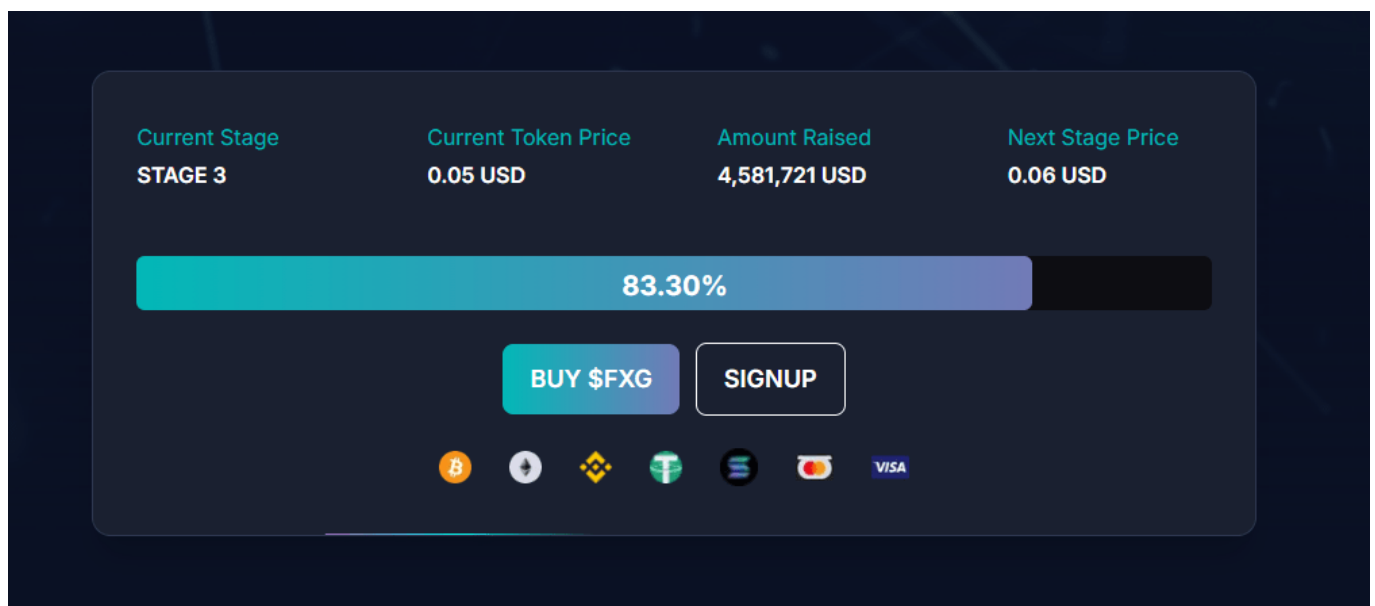 Current Stage Current Token Price Amount Raised Next Stage Price
STAGE 3 0.05 USD 4,581,721 USD 0.06 USD
83.30%
BUY $FXG SIGNUP
VISA